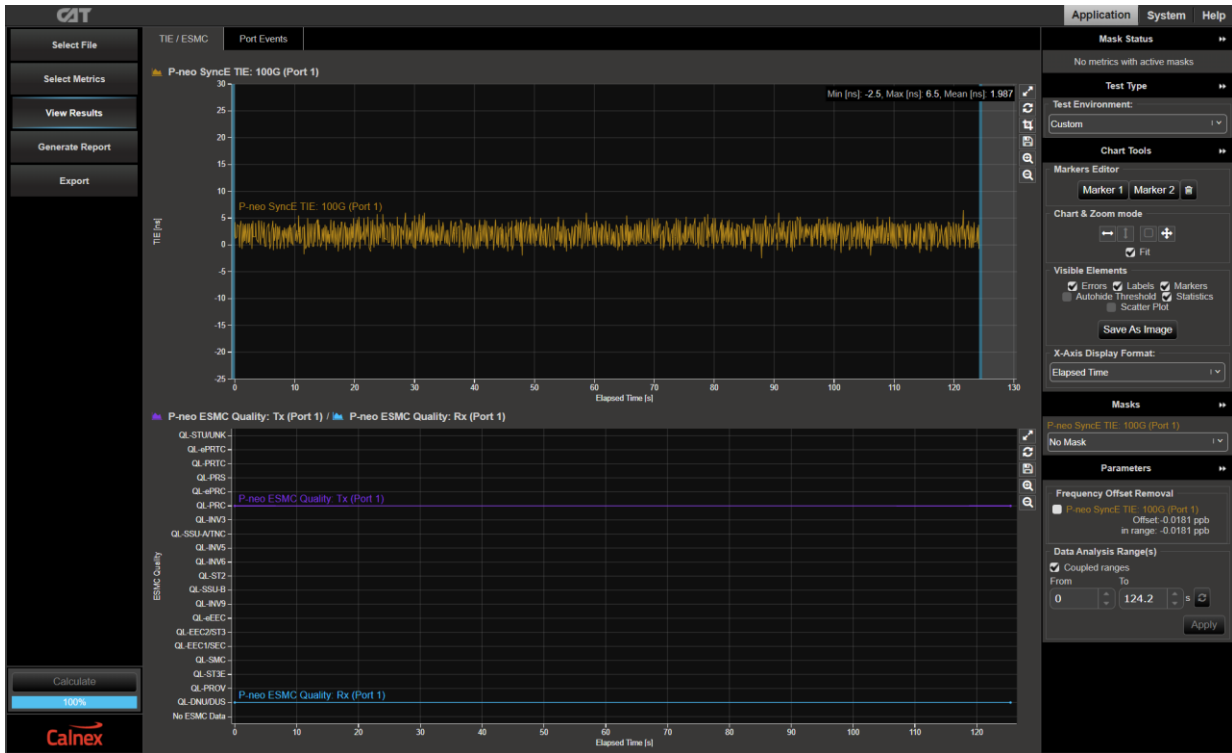 CAT
Application System Help
Select File
Select Metrics
View Results
Generate Report
Export
Calculate
100%
Calnex
TIE / ESMC Port Events
P-neo SyncE TIE: 100G (Port 1)
Min [ns]: -2.5, Max [ns]: 6.5, Mean [ns]: 1.987
TIE [ns]
30
25
20
15
10
5
0
-5
-10
-15
-20
-25
P-neo SyncE TIE: 100G (Port 1)
0 10 20 30 40 50 60 70 80 90 100 110 120 130
Elapsed Time [s]
P-neo ESMC Quality: Tx (Port 1) / P-neo ESMC Quality: Rx (Port 1)
ESMC Quality
QL-STU/UNK
QL-ePRTC
QL-PRTC
QL-PRS
QL-ePRC
QL-PRC
QL-INV3
QL-SSU-A/TNC
QL-INV5
QL-INV6
QL-ST2
QL-SSU-B
QL-INV9
QL-eEEC
QL-EEC2/ST3
QL-EEC1/SEC
QL-SMC
QL-ST3E
QL-PROV
QL-DNU/DUS
No ESMC Data
P-neo ESMC Quality: Tx (Port 1)
P-neo ESMC Quality: Rx (Port 1)
0 10 20 30 40 50 60 70 80 90 100 110 120
Elapsed Time [s]
Mask Status
No metrics with active masks
Test Type
Test Environment:
Custom
Chart Tools
Markers Editor
Marker 1 Marker 2
Chart & Zoom mode
Fit
Visible Elements
Errors Labels Markers
Autohide Threshold Statistics
Scatter Plot
Save As Image
X-Axis Display Format:
Elapsed Time
Masks
P-neo SyncE TIE: 100G (Port 1)
No Mask
Parameters
Frequency Offset Removal
P-neo SyncE TIE: 100G (Port 1)
Offset:-0.0181 ppb
in range: -0.0181 ppb
Data Analysis Range(s)
Coupled ranges
From To
0 124.2 s
Apply